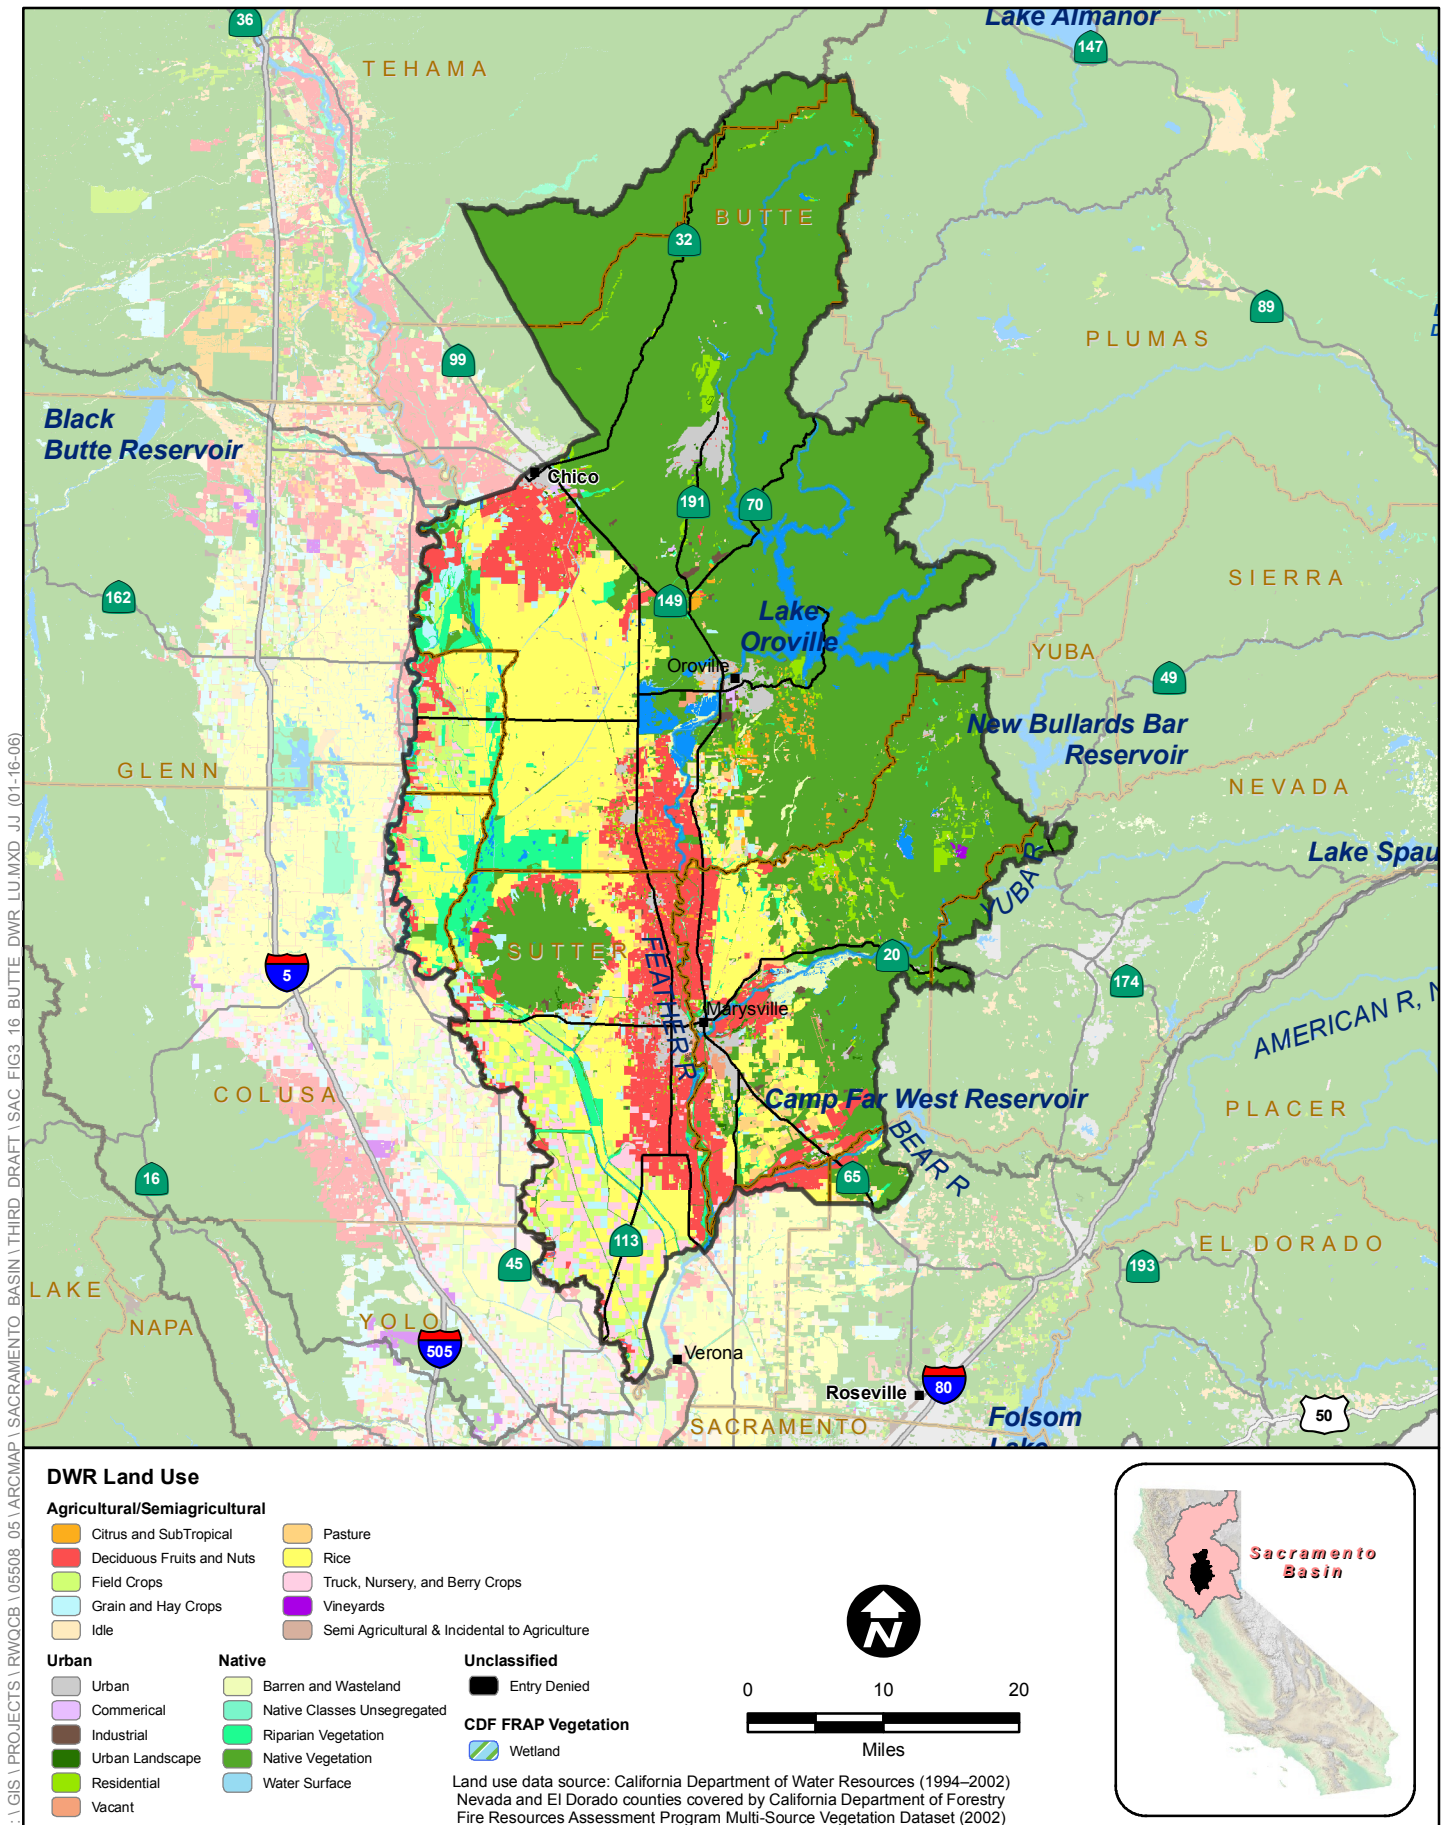 36
Lake Almanor
147
TEHAMA
BUTTE
32
89
PLUMAS
99
Black
Butte Reservoir
Chico
191
70
162
149
SIERRA
Lake
Oroville
YUBA
Oroville
49
New Bullards Bar
Reservoir
GLENN
NEVADA
YUBA R
SUTTER
FEATHER R
20
5
174
Marysville
AMERICAN R, N
COLUSA
Camp Far West Reservoir
PLACER
BEAR R
16
65
113
45
EL DORADO
193
LAKE
NAPA
YOLO
505
Verona
Roseville
80
Folsom
Lake
50
SACRAMENTO
DWR Land Use
Agricultural/Semiagricultural
Citrus and SubTropical
Deciduous Fruits and Nuts
Field Crops
Grain and Hay Crops
Idle
Pasture
Rice
Truck, Nursery, and Berry Crops
Vineyards
Semi Agricultural & Incidental to Agriculture
Urban
Urban
Commerical
Industrial
Urban Landscape
Residential
Vacant
Native
Barren and Wasteland
Native Classes Unsegregated
Riparian Vegetation
Native Vegetation
Water Surface
Unclassified
Entry Denied
CDF FRAP Vegetation
Wetland
0 10 20
Miles
N
Land use data source: California Department of Water Resources (1994–2002)
Nevada and El Dorado counties covered by California Department of Forestry
Fire Resources Assessment Program Multi-Source Vegetation Dataset (2002)
Sacramento
Basin